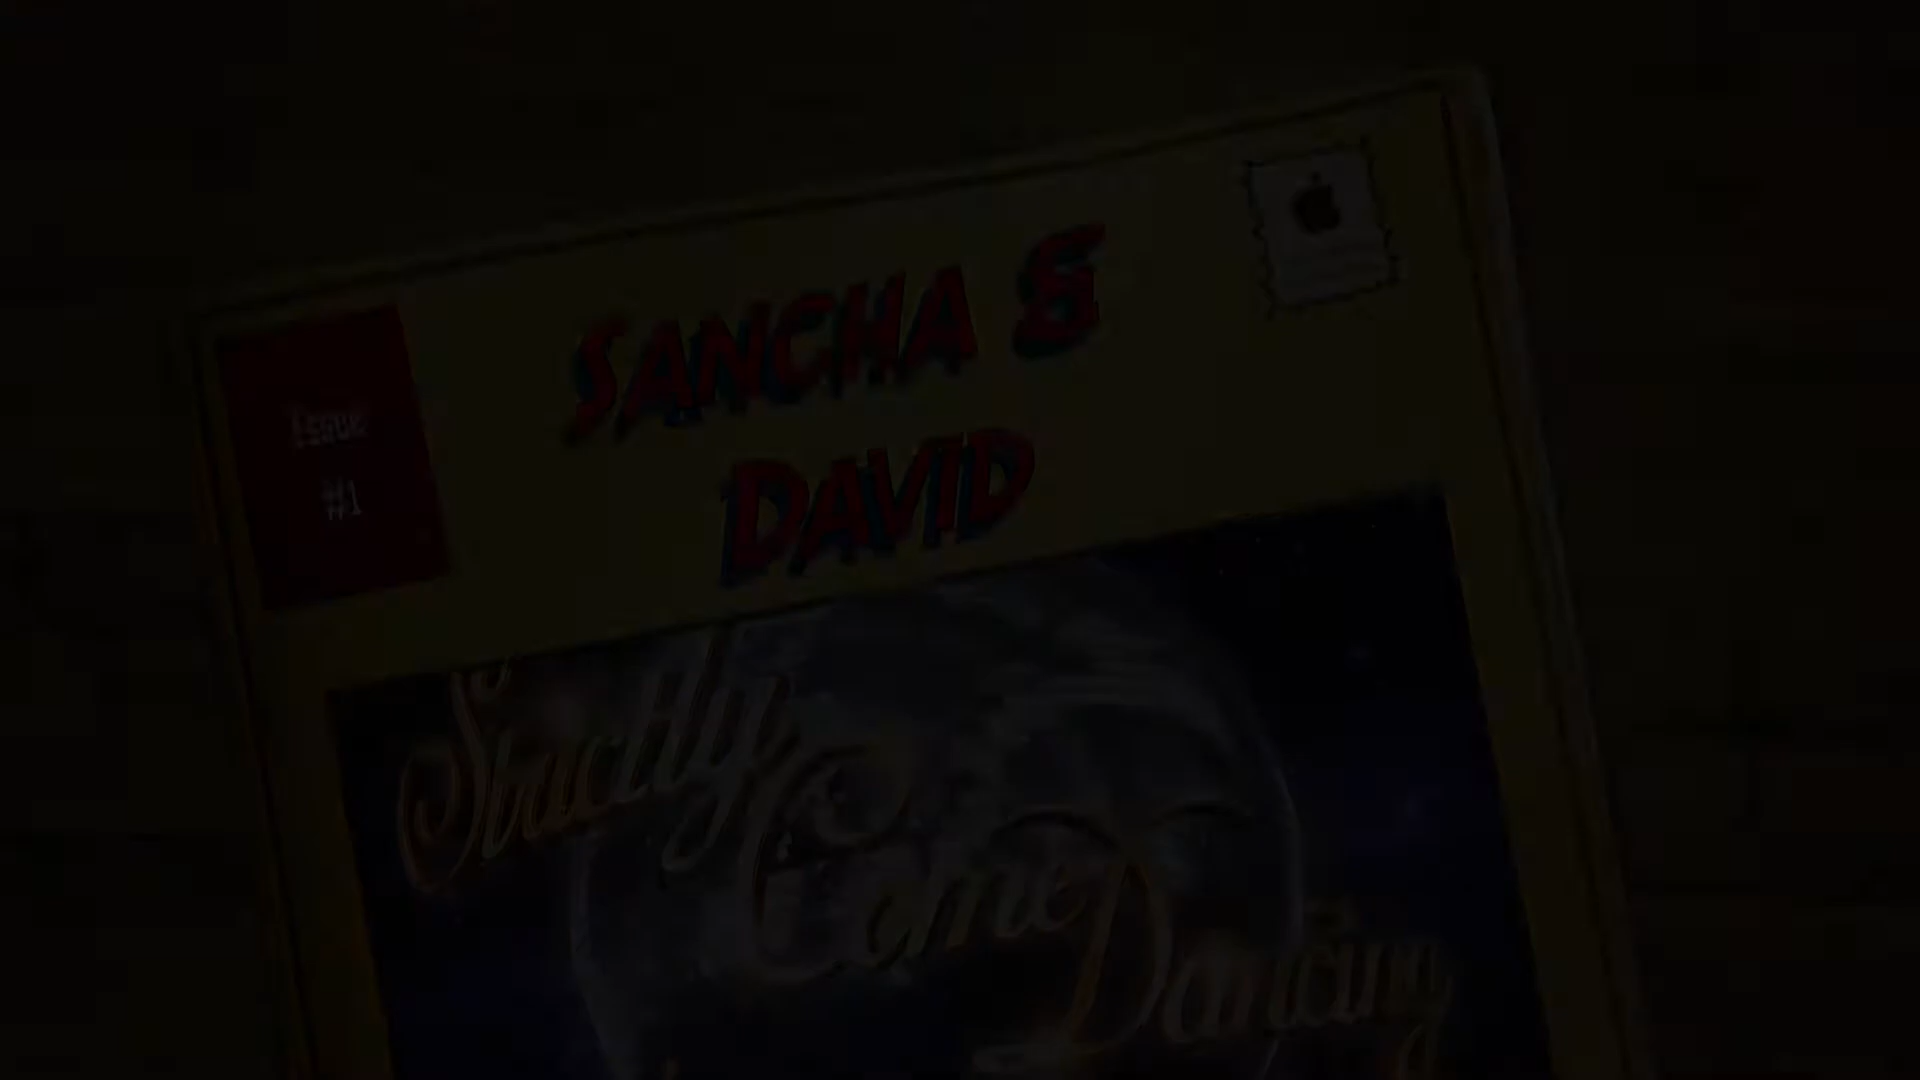 SANCHA &
DAVID
Issue
#1
Strictly
Come
Dancing